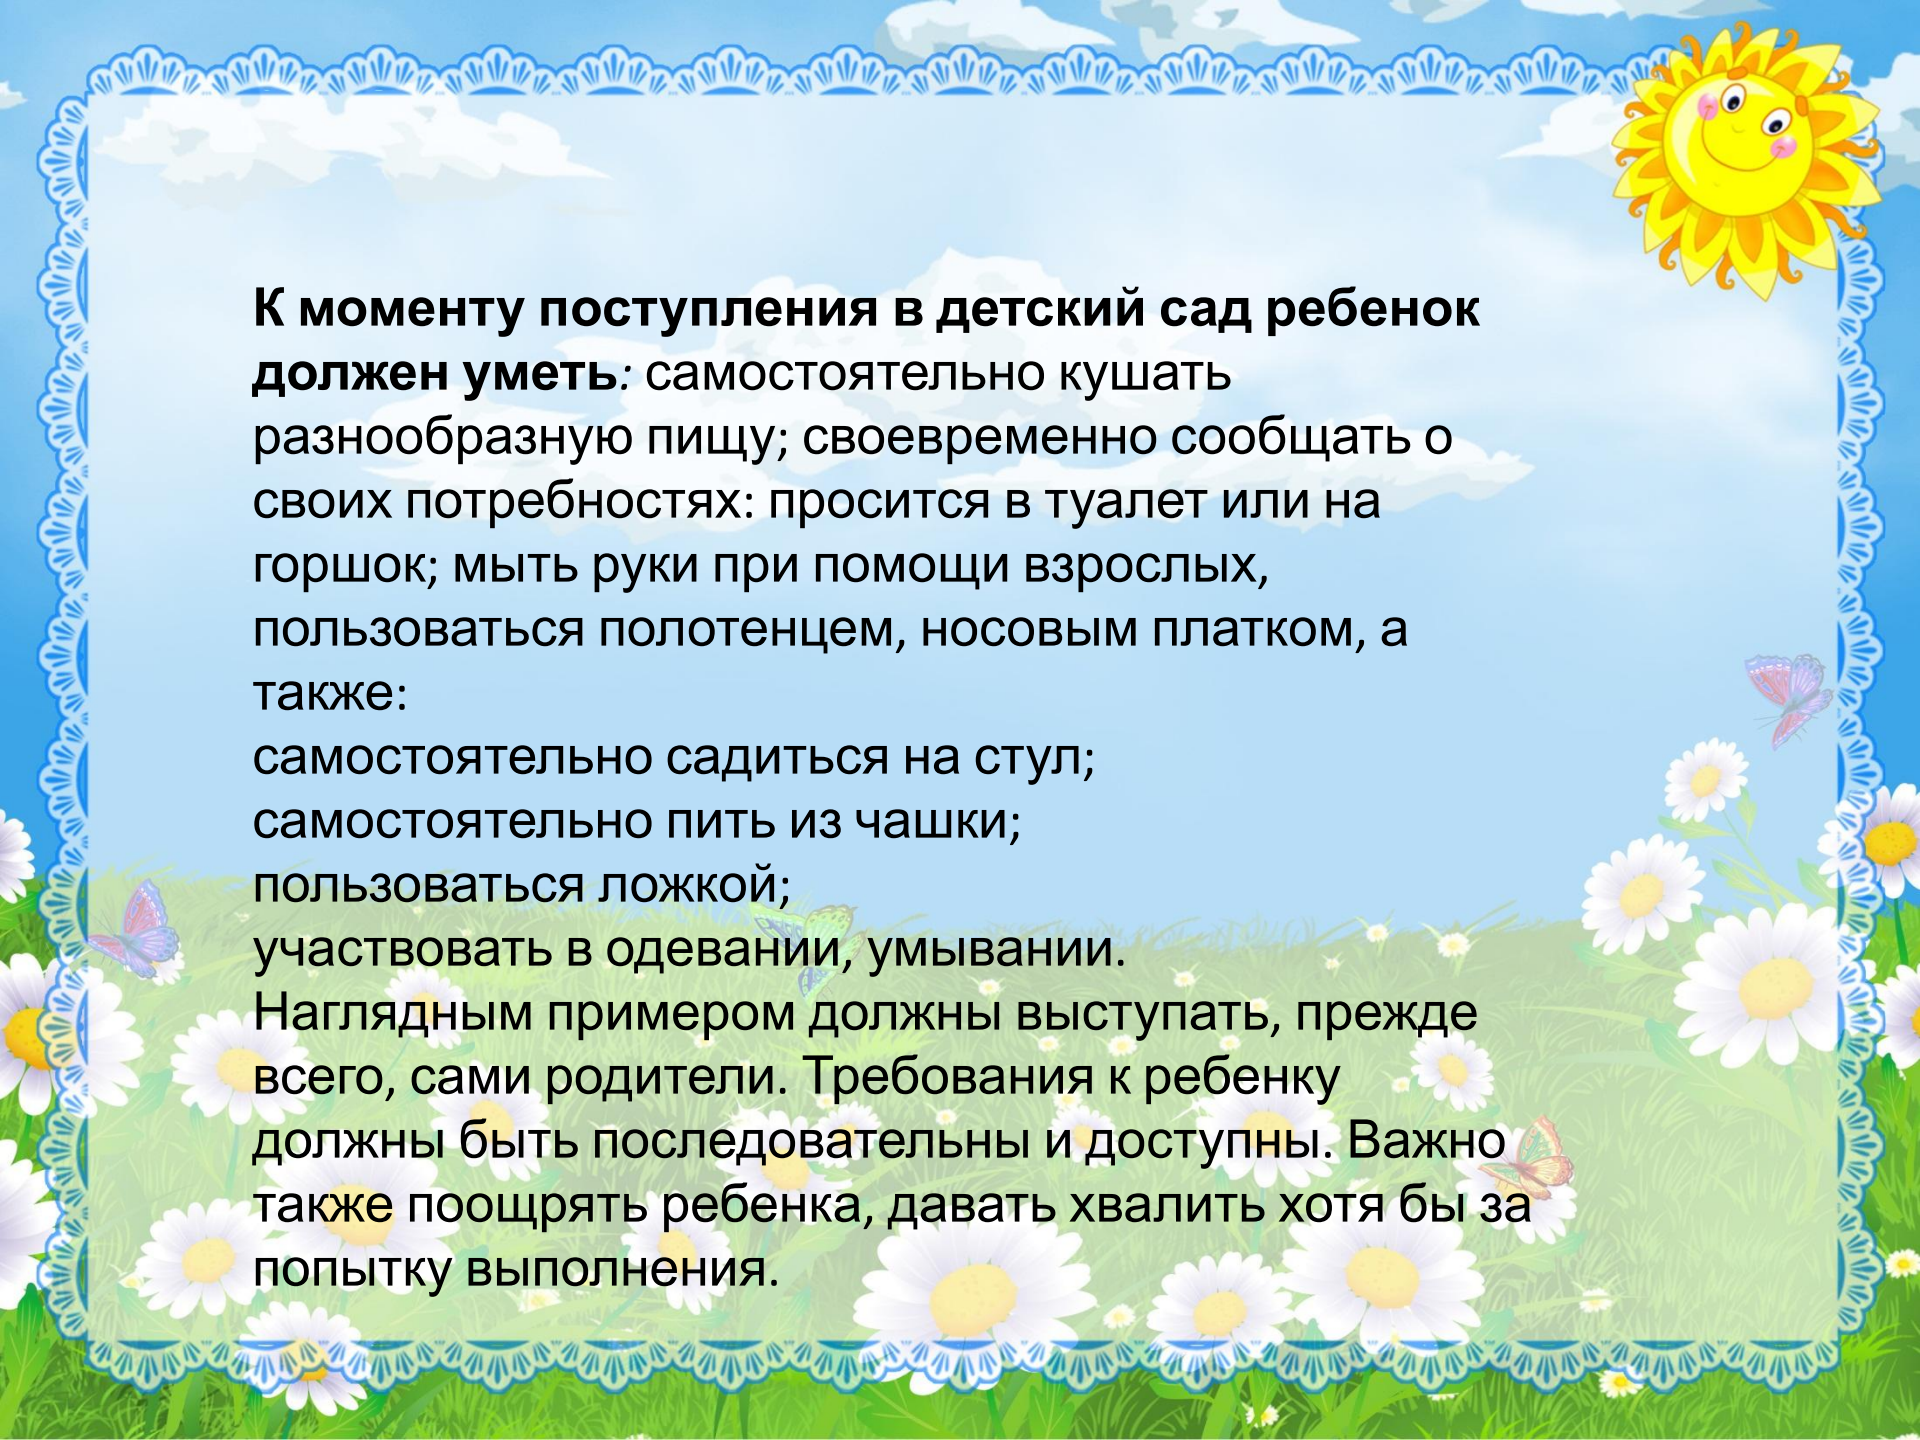 К моменту поступления в детский сад ребенок
должен уметь: самостоятельно кушать
разнообразную пищу; своевременно сообщать о
своих потребностях: просится в туалет или на
горшок; мыть руки при помощи взрослых,
пользоваться полотенцем, носовым платком, а
также:
самостоятельно садиться на стул;
самостоятельно пить из чашки;
пользоваться ложкой;
участвовать в одевании, умывании.
Наглядным примером должны выступать, прежде
всего, сами родители. Требования к ребенку
должны быть последовательны и доступны. Важно
также поощрять ребенка, давать хвалить хотя бы за
попытку выполнения.